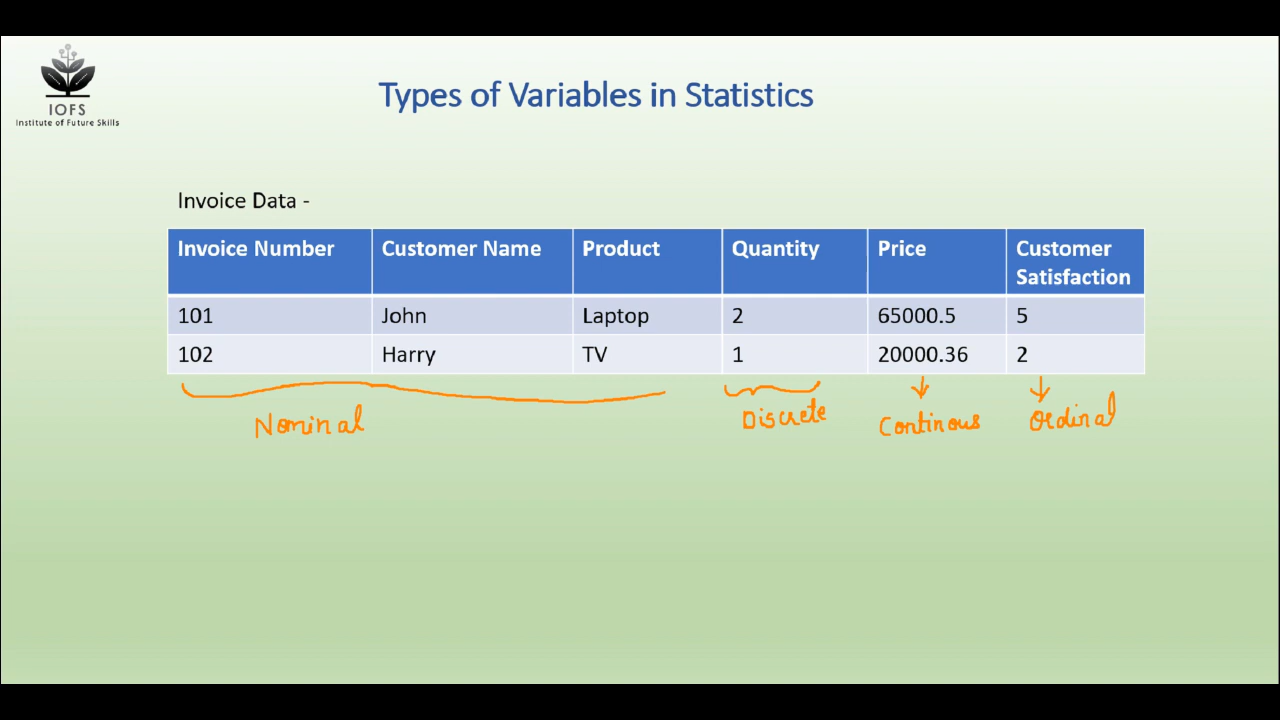 IOFS
Institute of Future Skills
Types of Variables in Statistics
Invoice Data -
Invoice Number Customer Name Product Quantity Price Customer Satisfaction
101 John Laptop 2 65000.5 5
102 Harry TV 1 20000.36 2
Nominal Discrete Continous Ordinal